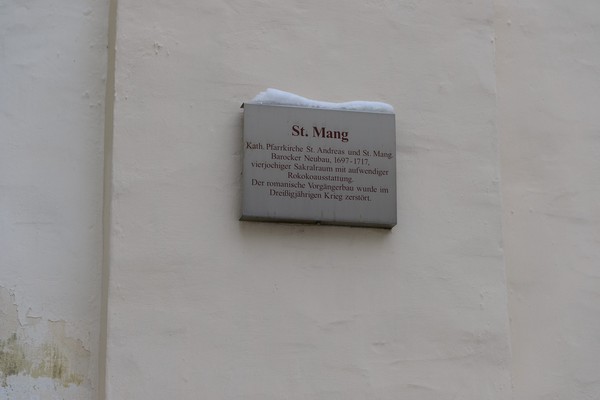 St. Mang
Kath. Pfarrkirche St. Andreas und St. Mang.
Barocker Neubau, 1697-1717,
vierjochiger Sakralraum mit aufwendiger
Rokokoausstattung.
Der romanische Vorgängerbau wurde im
Dreißigjährigen Krieg zerstört.